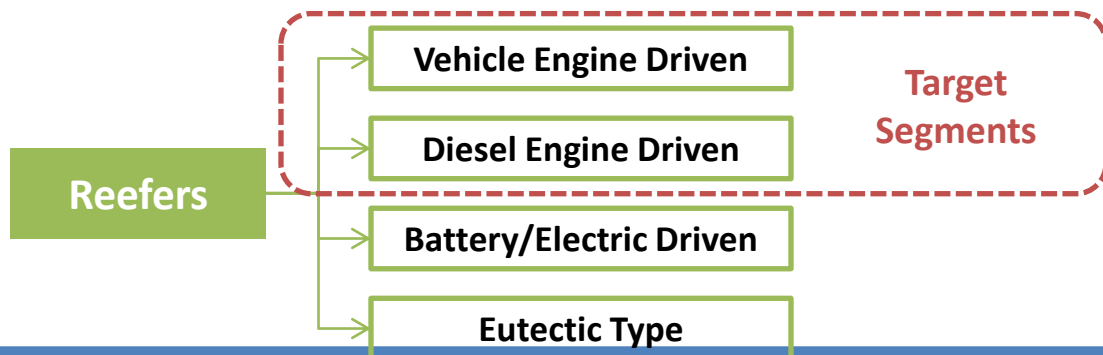 Vehicle Engine Driven
Target
Segments
Diesel Engine Driven
Reefers
Battery/Electric Driven
Eutectic Type